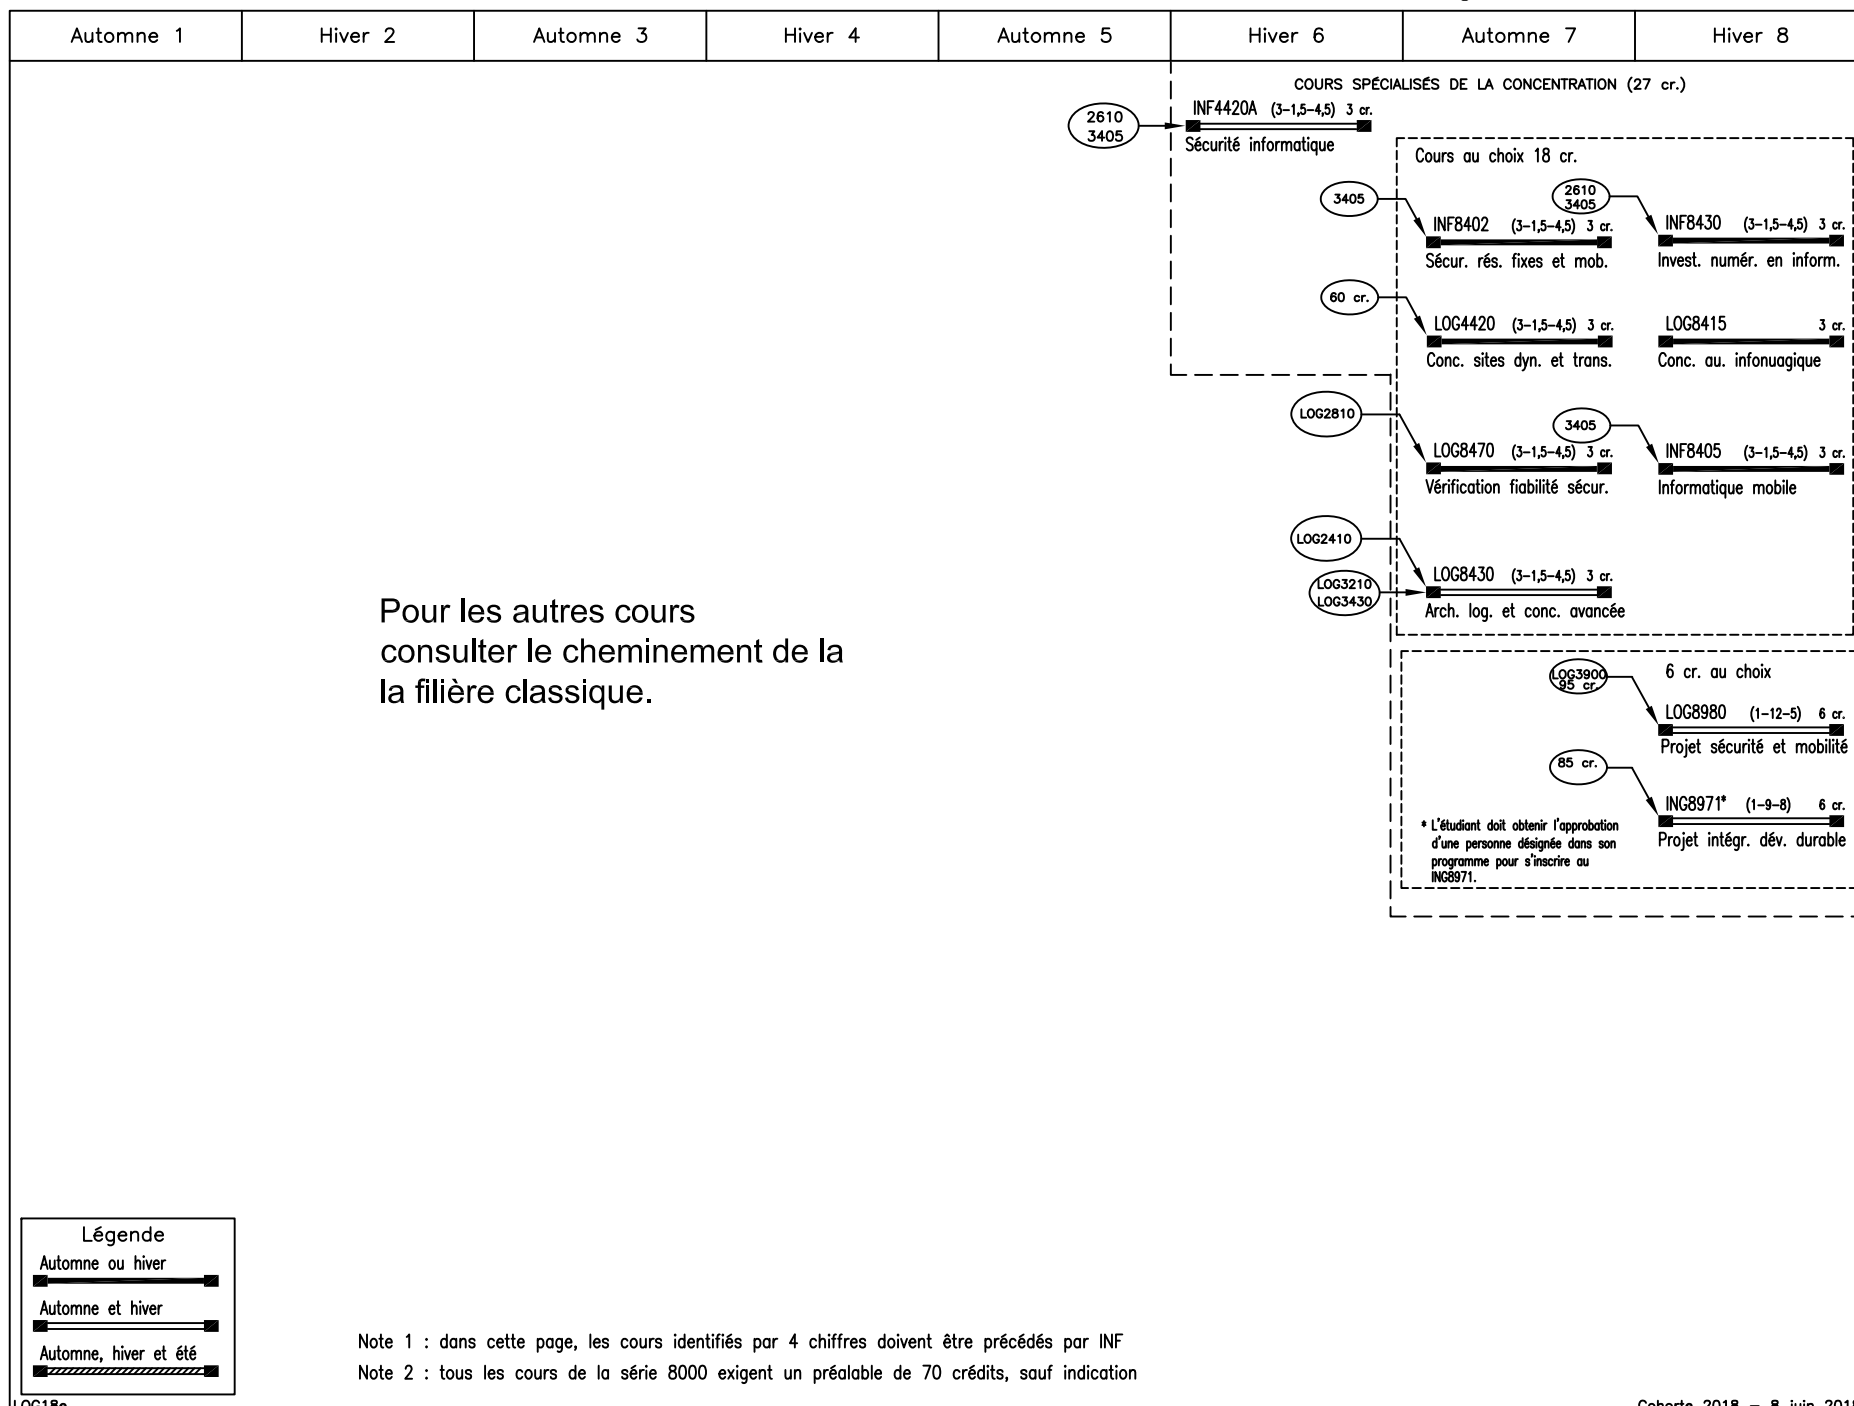 Automne 1 Hiver 2 Automne 3 Hiver 4 Automne 5 Hiver 6 Automne 7 Hiver 8
COURS SPÉCIALISÉS DE LA CONCENTRATION (27 cr.)
2610
3405
INF4420A (3-1,5-4,5) 3 cr.
Sécurité informatique
Cours au choix 18 cr.
3405
INF8402 (3-1,5-4,5) 3 cr.
Sécur. rés. fixes et mob.
2610
3405
INF8430 (3-1,5-4,5) 3 cr.
Invest. numér. en inform.
60 cr.
LOG4420 (3-1,5-4,5) 3 cr.
Conc. sites dyn. et trans.
LOG8415 3 cr.
Conc. au. infonuagique
LOG2810
LOG8470 (3-1,5-4,5) 3 cr.
Vérification fiabilité sécur.
3405
INF8405 (3-1,5-4,5) 3 cr.
Informatique mobile
LOG2410
LOG3210
LOG3430
LOG8430 (3-1,5-4,5) 3 cr.
Arch. log. et conc. avancée
Pour les autres cours
consulter le cheminement de la
la filière classique.
6 cr. au choix
LOG3900
95 cr.
LOG8980 (1-12-5) 6 cr.
Projet sécurité et mobilité
85 cr.
ING8971* (1-9-8) 6 cr.
Projet intégr. dév. durable
* L'étudiant doit obtenir l'approbation
d'une personne désignée dans son
programme pour s'inscrire au
ING8971.
Légende
Automne ou hiver
Automne et hiver
Automne, hiver et été
Note 1 : dans cette page, les cours identifiés par 4 chiffres doivent être précédés par INF
Note 2 : tous les cours de la série 8000 exigent un préalable de 70 crédits, sauf indication
Cohorte 2018 - 8 juin